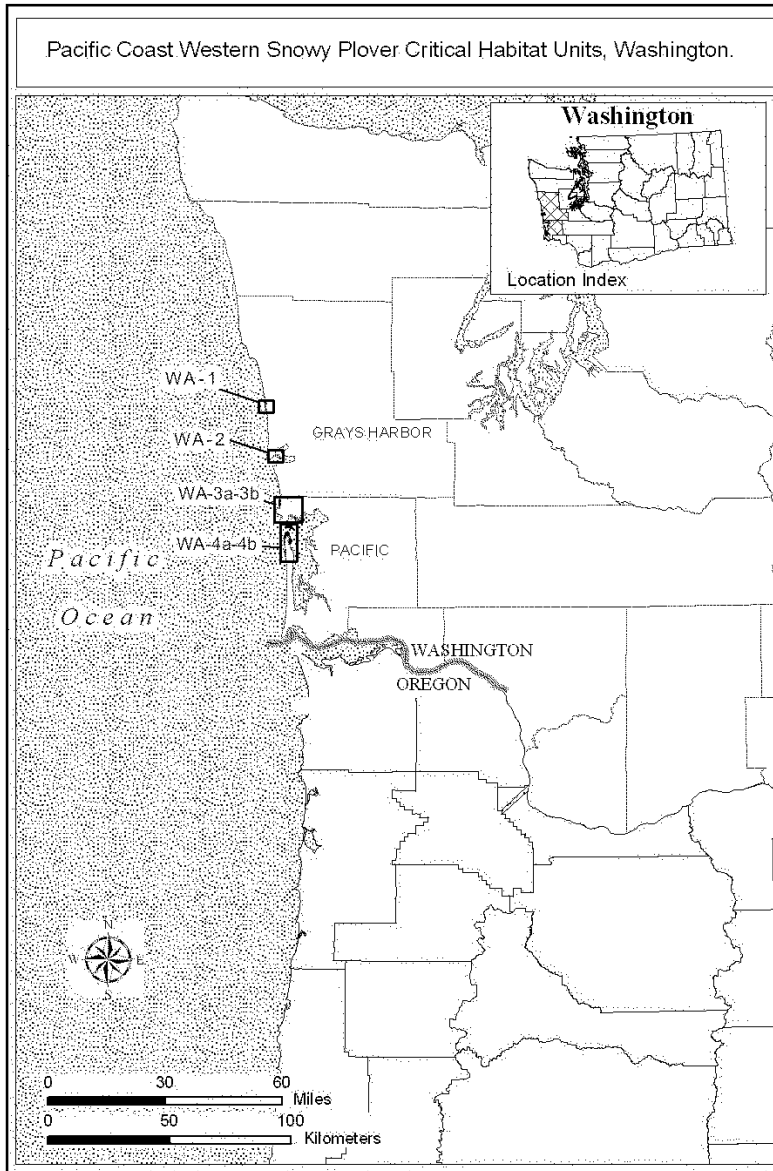 Pacific Coast Western Snowy Plover Critical Habitat Units, Washington.
Washington
Location Index
WA-1
GRAYS HARBOR
WA-2
WA-3a-3b
WA-4a-4b
PACIFIC
Pacific
Ocean
WASHINGTON
OREGON
N
W E
S
0 30 60
Miles
0 50 100
Kilometers